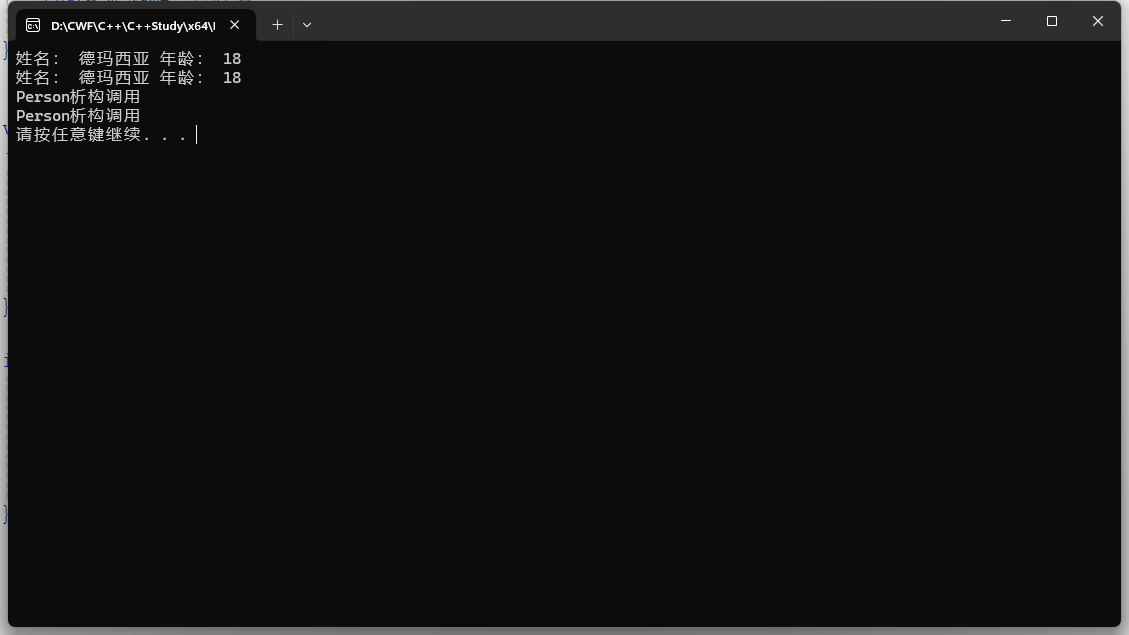 D:\CWF\C++\C++Study\x64\
姓名： 德玛西亚 年龄： 18
姓名： 德玛西亚 年龄： 18
Person析构调用
Person析构调用
请按任意键继续. . .